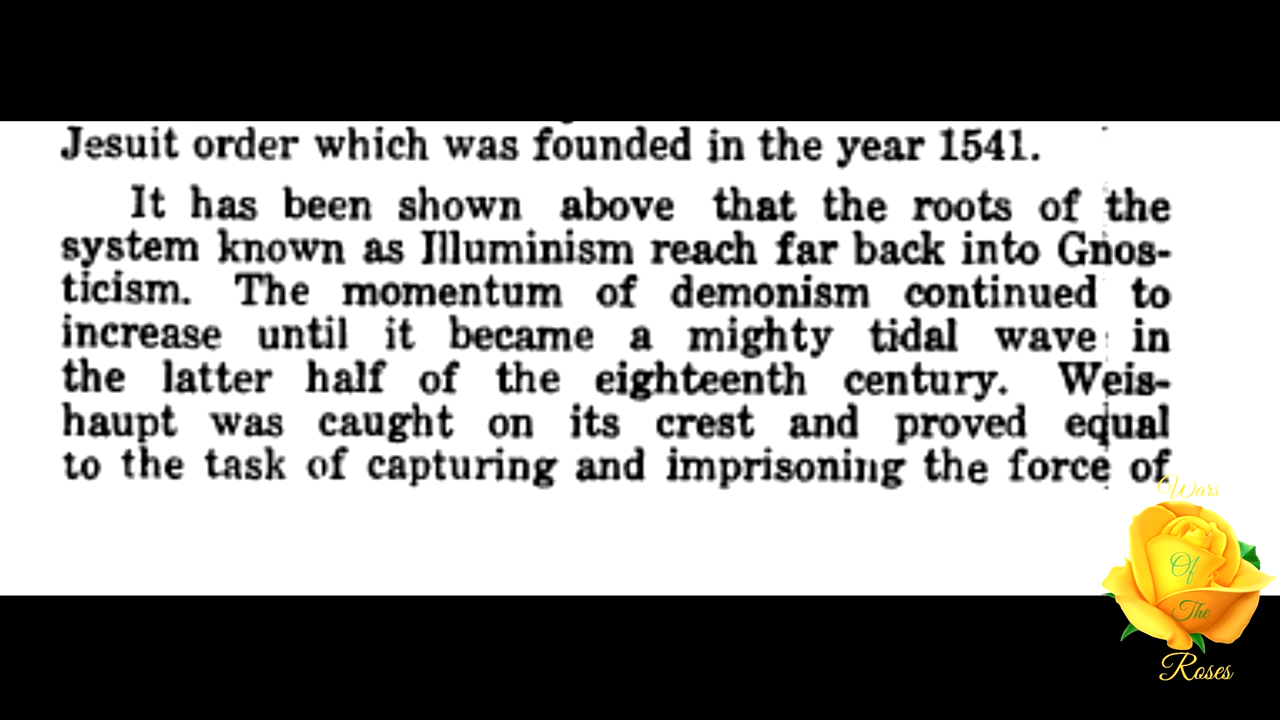 Jesuit order which was founded in the year 1541.
It has been shown above that the roots of the
system known as Illuminism reach far back into Gnos-
ticism. The momentum of demonism continued to
increase until it became a mighty tidal wave in
the latter half of the eighteenth century. Weis-
haupt was caught on its crest and proved equal
to the task of capturing and imprisoning the force of
Wars
Of
The
Roses